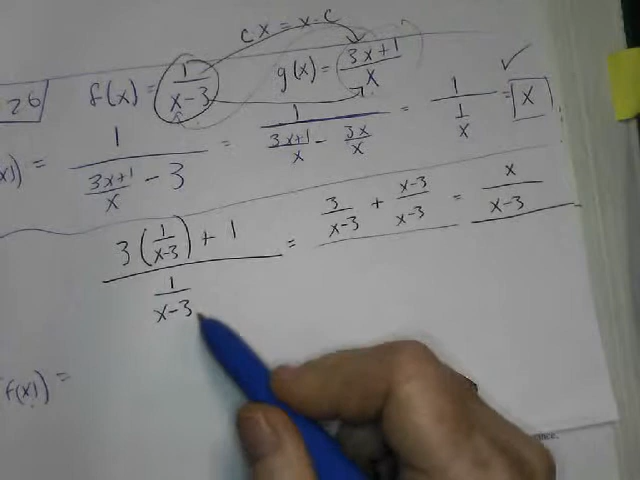 cx = x-c
26 f(x) = 1/(x-3) g(x) = (3x+1)/x ✓
x)) = 1/((3x+1)/x - 3) = 1/((3x+1)/x - 3x/x) = 1/(1/x) = x
(3(1/(x-3)) + 1)/(1/(x-3)) = 3/(x-3) + (x-3)/(x-3) = x/(x-3)
f(x)) =